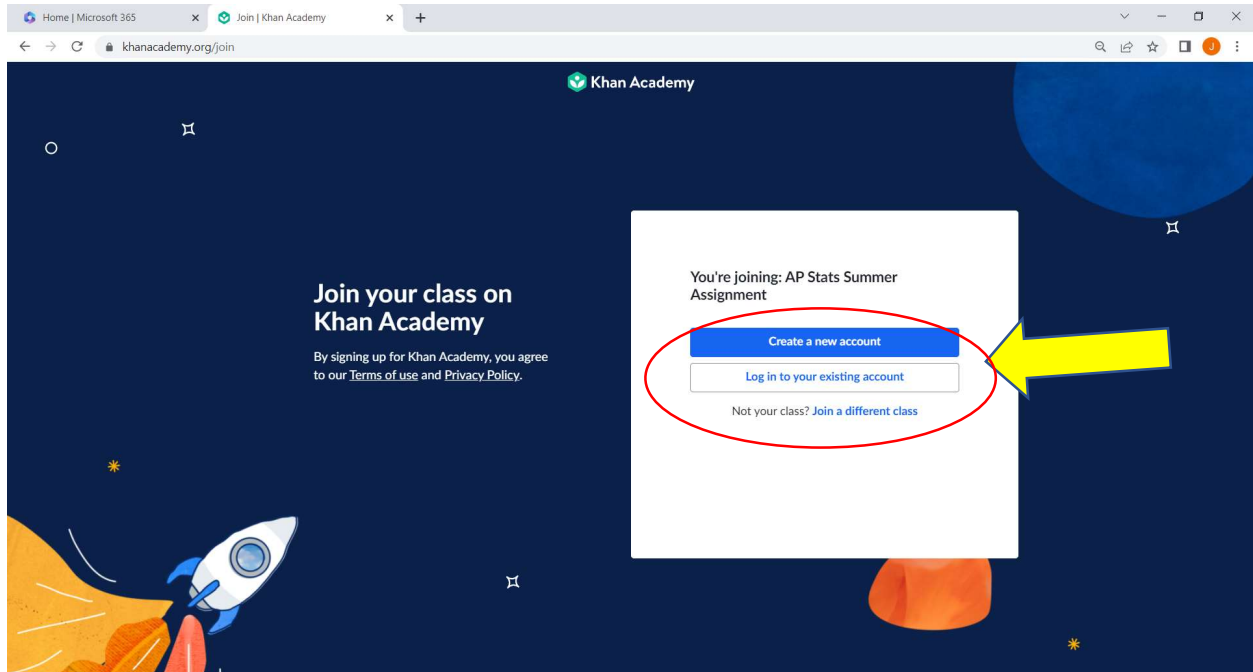 Home | Microsoft 365
Join | Khan Academy
khanacademy.org/join
J
Khan Academy
Join your class on
Khan Academy
By signing up for Khan Academy, you agree
to our Terms of use and Privacy Policy.
You're joining: AP Stats Summer
Assignment
Create a new account
Log in to your existing account
Not your class? Join a different class